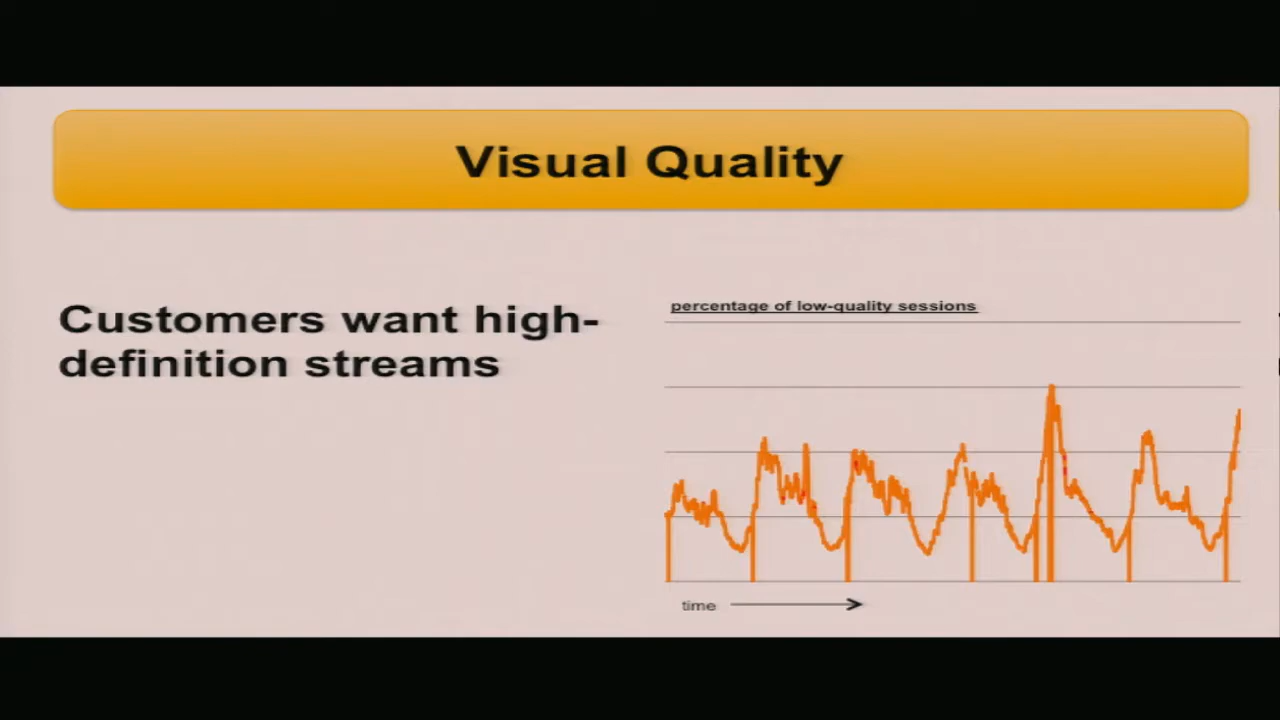 Visual Quality
Customers want high-
definition streams
percentage of low-quality sessions
time